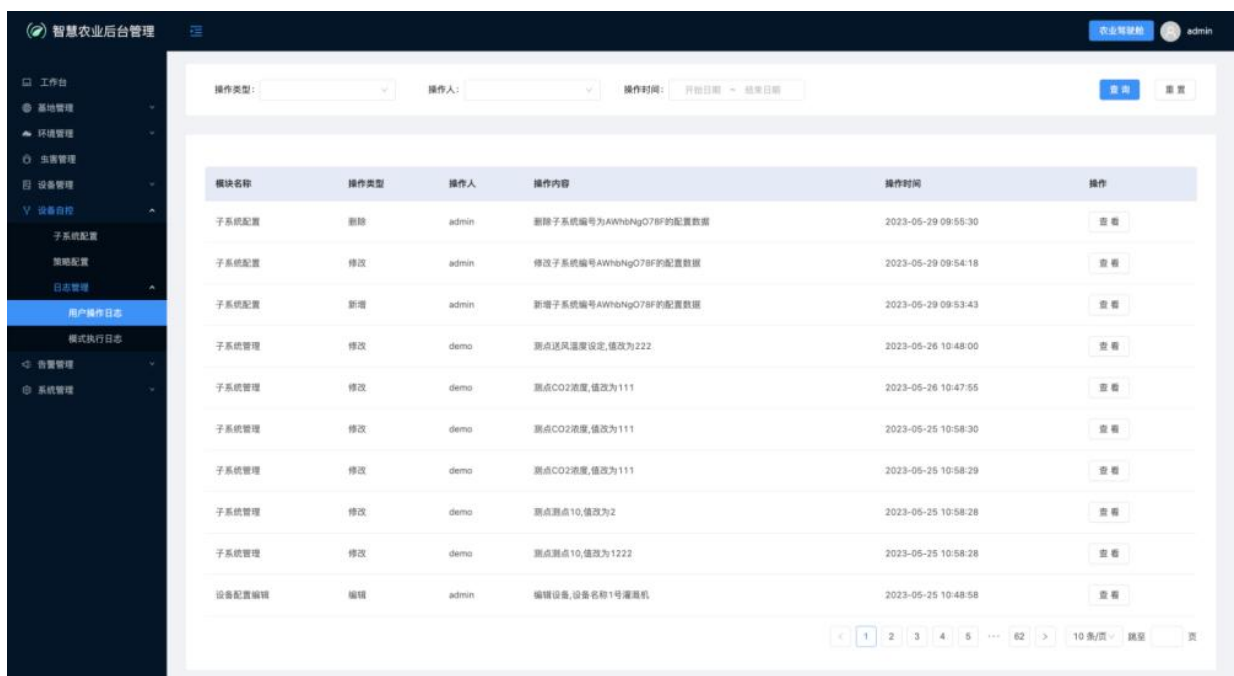 智慧农业后台管理
农业驾驶舱 admin
工作台
基地管理
环境管理
虫害管理
设备管理
设备自控
子系统配置
策略配置
日志管理
用户操作日志
模式执行日志
告警管理
系统管理
操作类型: 操作人: 操作时间: 开始日期 ~ 结束日期 查询 重置
模块名称 操作类型 操作人 操作内容 操作时间 操作
子系统配置 删除 admin 删除子系统编号为AWhbNgO78F的配置数据 2023-05-29 09:55:30 查看
子系统配置 修改 admin 修改子系统编号AWhbNgO78F的配置数据 2023-05-29 09:54:18 查看
子系统配置 新增 admin 新增子系统编号AWhbNgO78F的配置数据 2023-05-29 09:53:43 查看
子系统管理 修改 demo 测点送风温度设定,值改为222 2023-05-26 10:48:00 查看
子系统管理 修改 demo 测点CO2浓度,值改为111 2023-05-26 10:47:55 查看
子系统管理 修改 demo 测点CO2浓度,值改为111 2023-05-25 10:58:30 查看
子系统管理 修改 demo 测点CO2浓度,值改为111 2023-05-25 10:58:29 查看
子系统管理 修改 demo 测点测点10,值改为2 2023-05-25 10:58:28 查看
子系统管理 修改 demo 测点测点10,值改为1222 2023-05-25 10:58:28 查看
设备配置编辑 编辑 admin 编辑设备,设备名称1号灌溉机 2023-05-25 10:48:58 查看
< 1 2 3 4 5 ··· 62 > 10 条/页 跳至 页